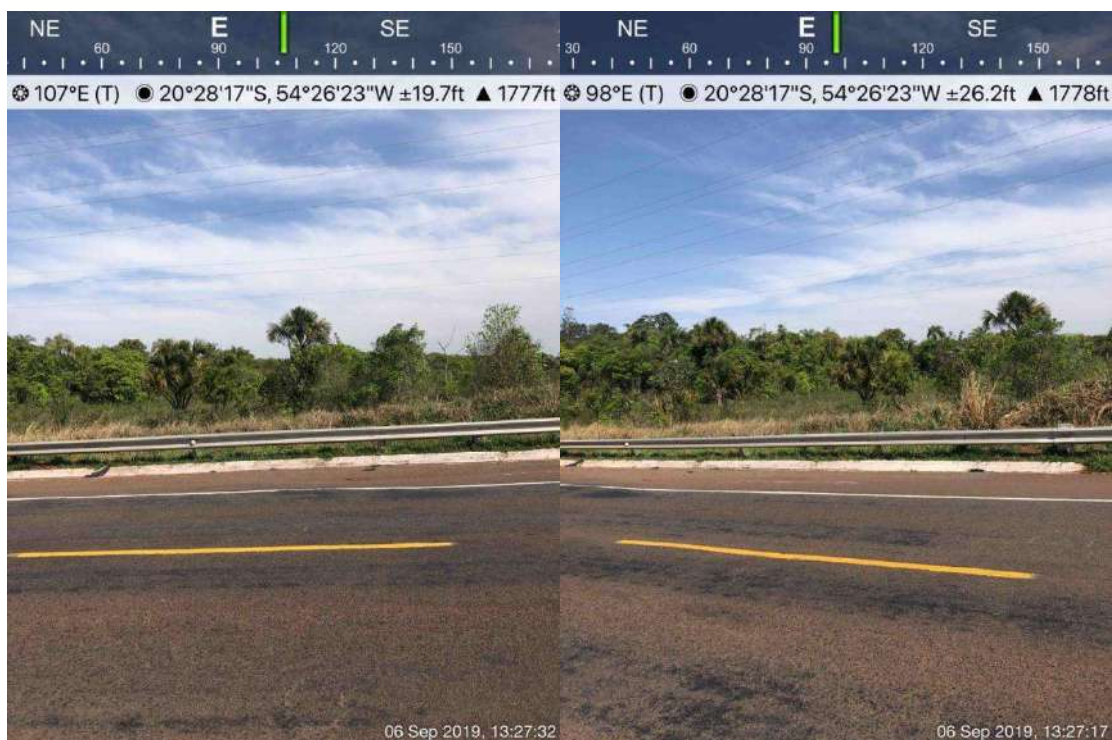 NE E SE
60 90 120 150
107°E (T) 20°28'17"S, 54°26'23"W ±19.7ft ▲ 1777ft
06 Sep 2019, 13:27:32
NE E SE
30 60 90 120 150
98°E (T) 20°28'17"S, 54°26'23"W ±26.2ft ▲ 1778ft
06 Sep 2019, 13:27:17